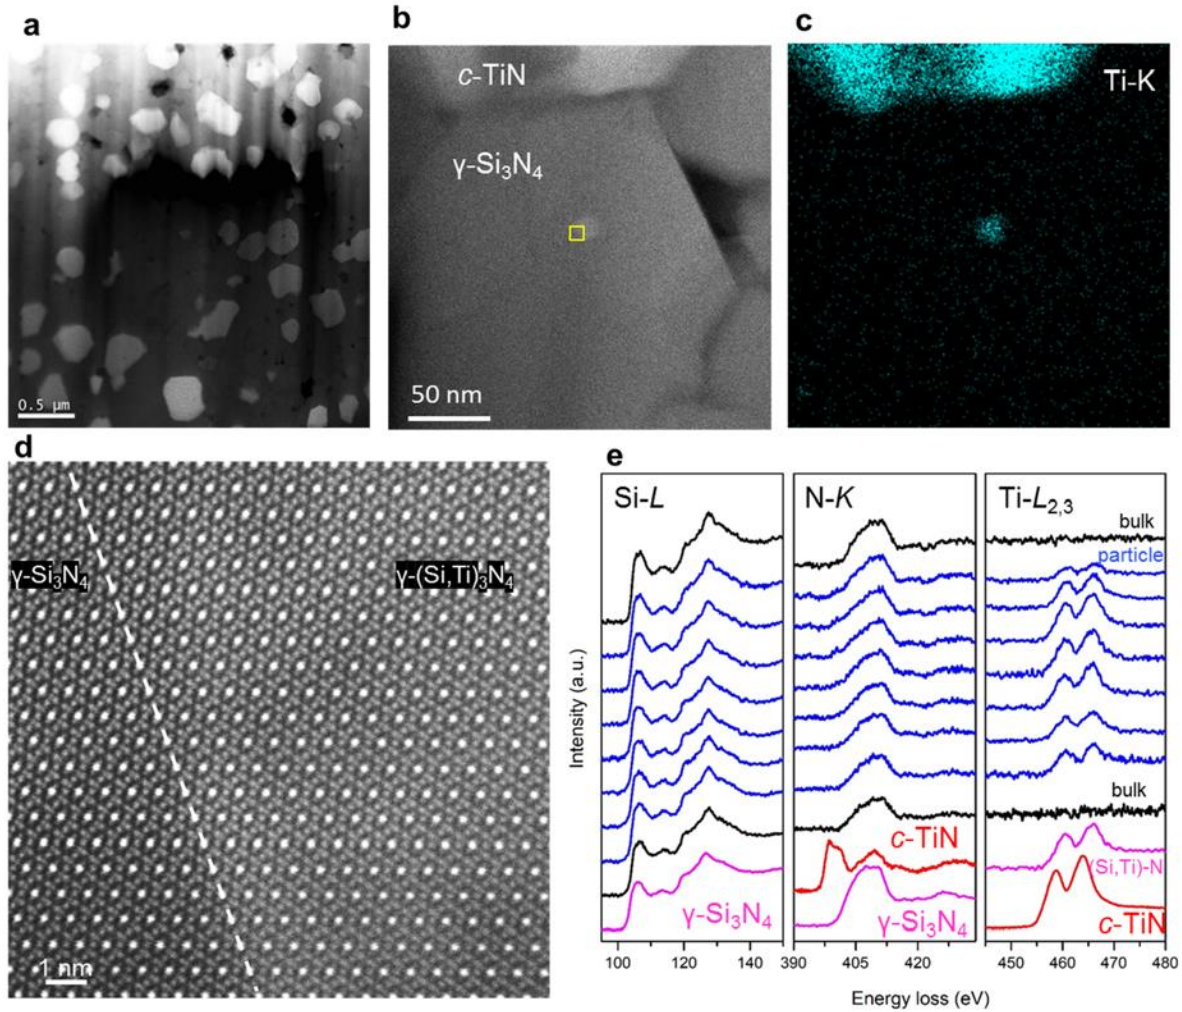 a
0.5 µm
b
c-TiN
γ-Si₃N₄
50 nm
c
Ti-K
d
γ-Si₃N₄
γ-(Si,Ti)₃N₄
1 nm
e
Si-L
N-K
Ti-L₂,₃
bulk
particle
bulk
c-TiN
(Si,Ti)-N
γ-Si₃N₄
γ-Si₃N₄
c-TiN
Intensity (a.u.)
100 120 140 390 405 420 450 460 470 480
Energy loss (eV)